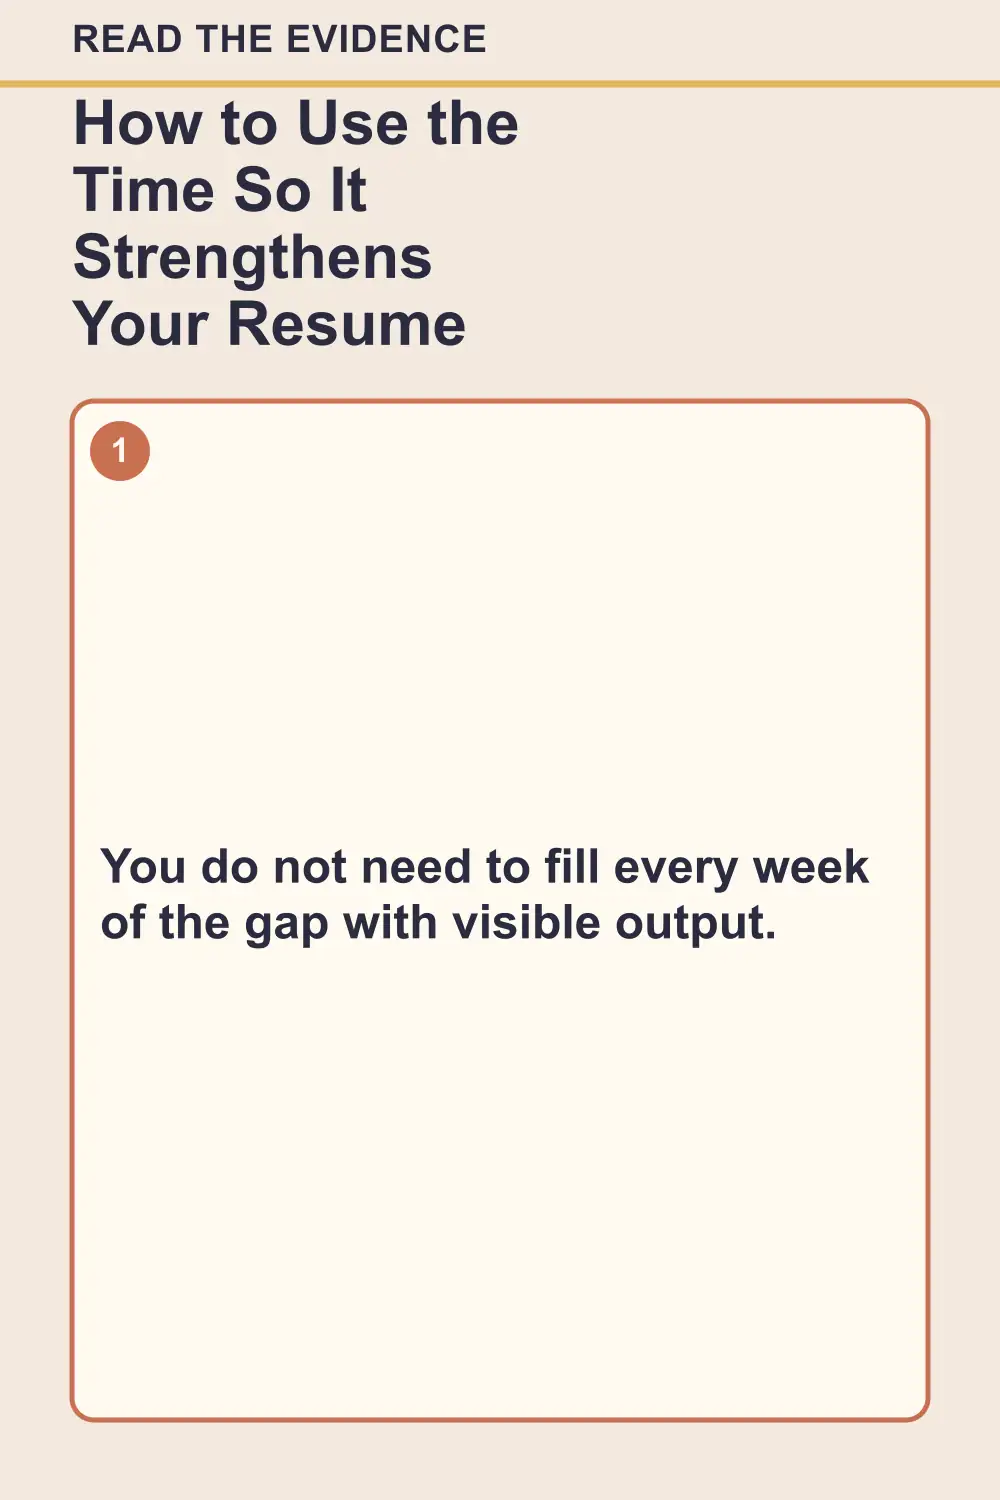 READ THE EVIDENCE
How to Use the
Time So It
Strengthens
Your Resume
1
You do not need to fill every week
of the gap with visible output.